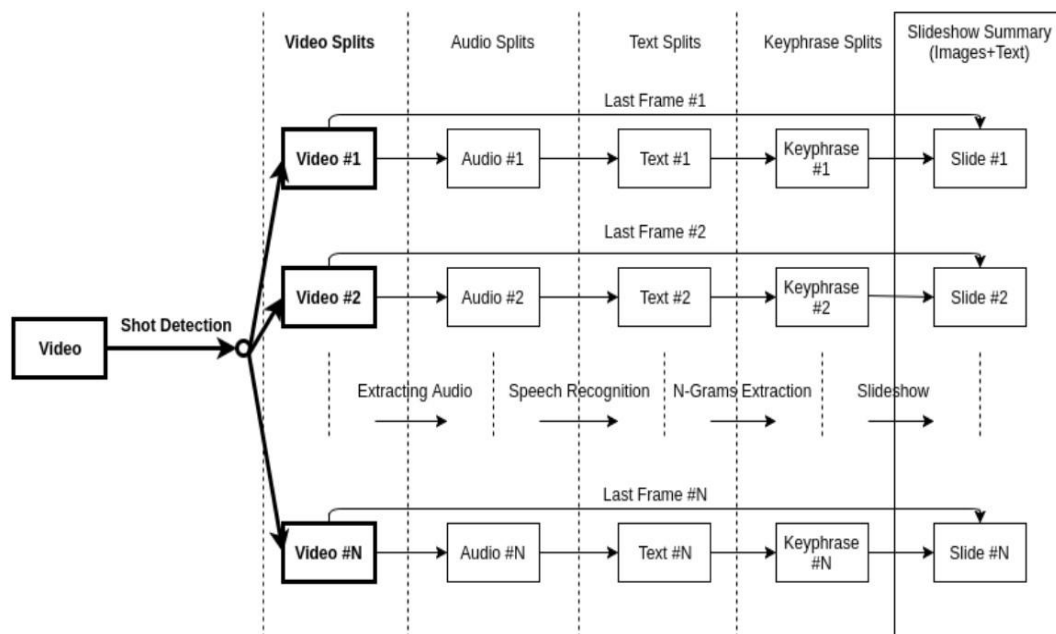 Video Splits
Audio Splits
Text Splits
Keyphrase Splits
Slideshow Summary
(Images+Text)
Last Frame #1
Video #1
Audio #1
Text #1
Keyphrase
#1
Slide #1
Last Frame #2
Video #2
Audio #2
Text #2
Keyphrase
#2
Slide #2
Video
Shot Detection
Extracting Audio
Speech Recognition
N-Grams Extraction
Slideshow
Last Frame #N
Video #N
Audio #N
Text #N
Keyphrase
#N
Slide #N